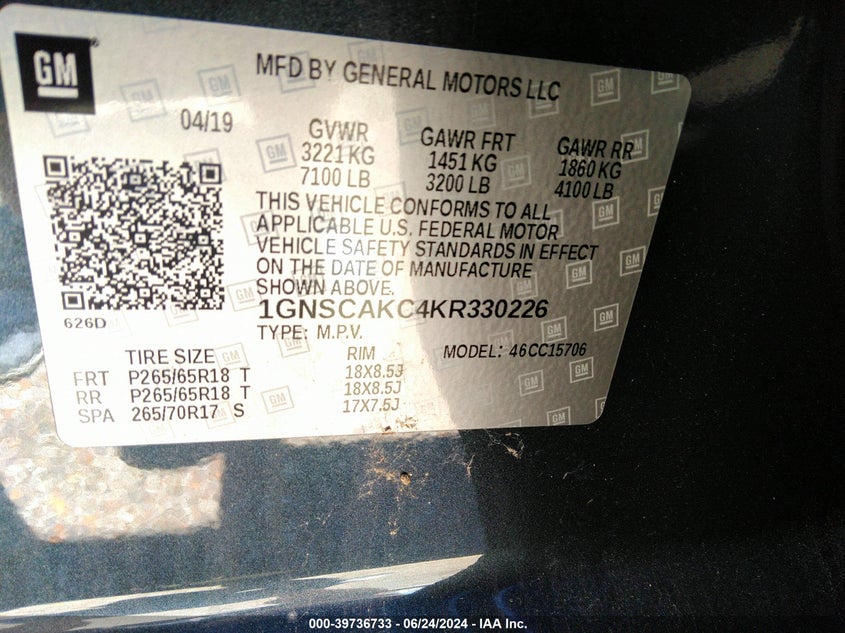 GM
MFD BY GENERAL MOTORS LLC
04/19
GVWR
3221 KG
7100 LB
GAWR FRT
1451 KG
3200 LB
GAWR RR
1860 KG
4100 LB
THIS VEHICLE CONFORMS TO ALL
APPLICABLE U.S. FEDERAL MOTOR
VEHICLE SAFETY STANDARDS IN EFFECT
ON THE DATE OF MANUFACTURE
SHOWN ABOVE.
626D
1GNSCAKC4KR330226
TYPE: M.P.V.
MODEL: 46CC15706
TIRE SIZE RIM
FRT P265/65R18 T 18X8.5J
RR P265/65R18 T 18X8.5J
SPA 265/70R17 S 17X7.5J
000-39736733 - 06/24/2024 - IAA Inc.